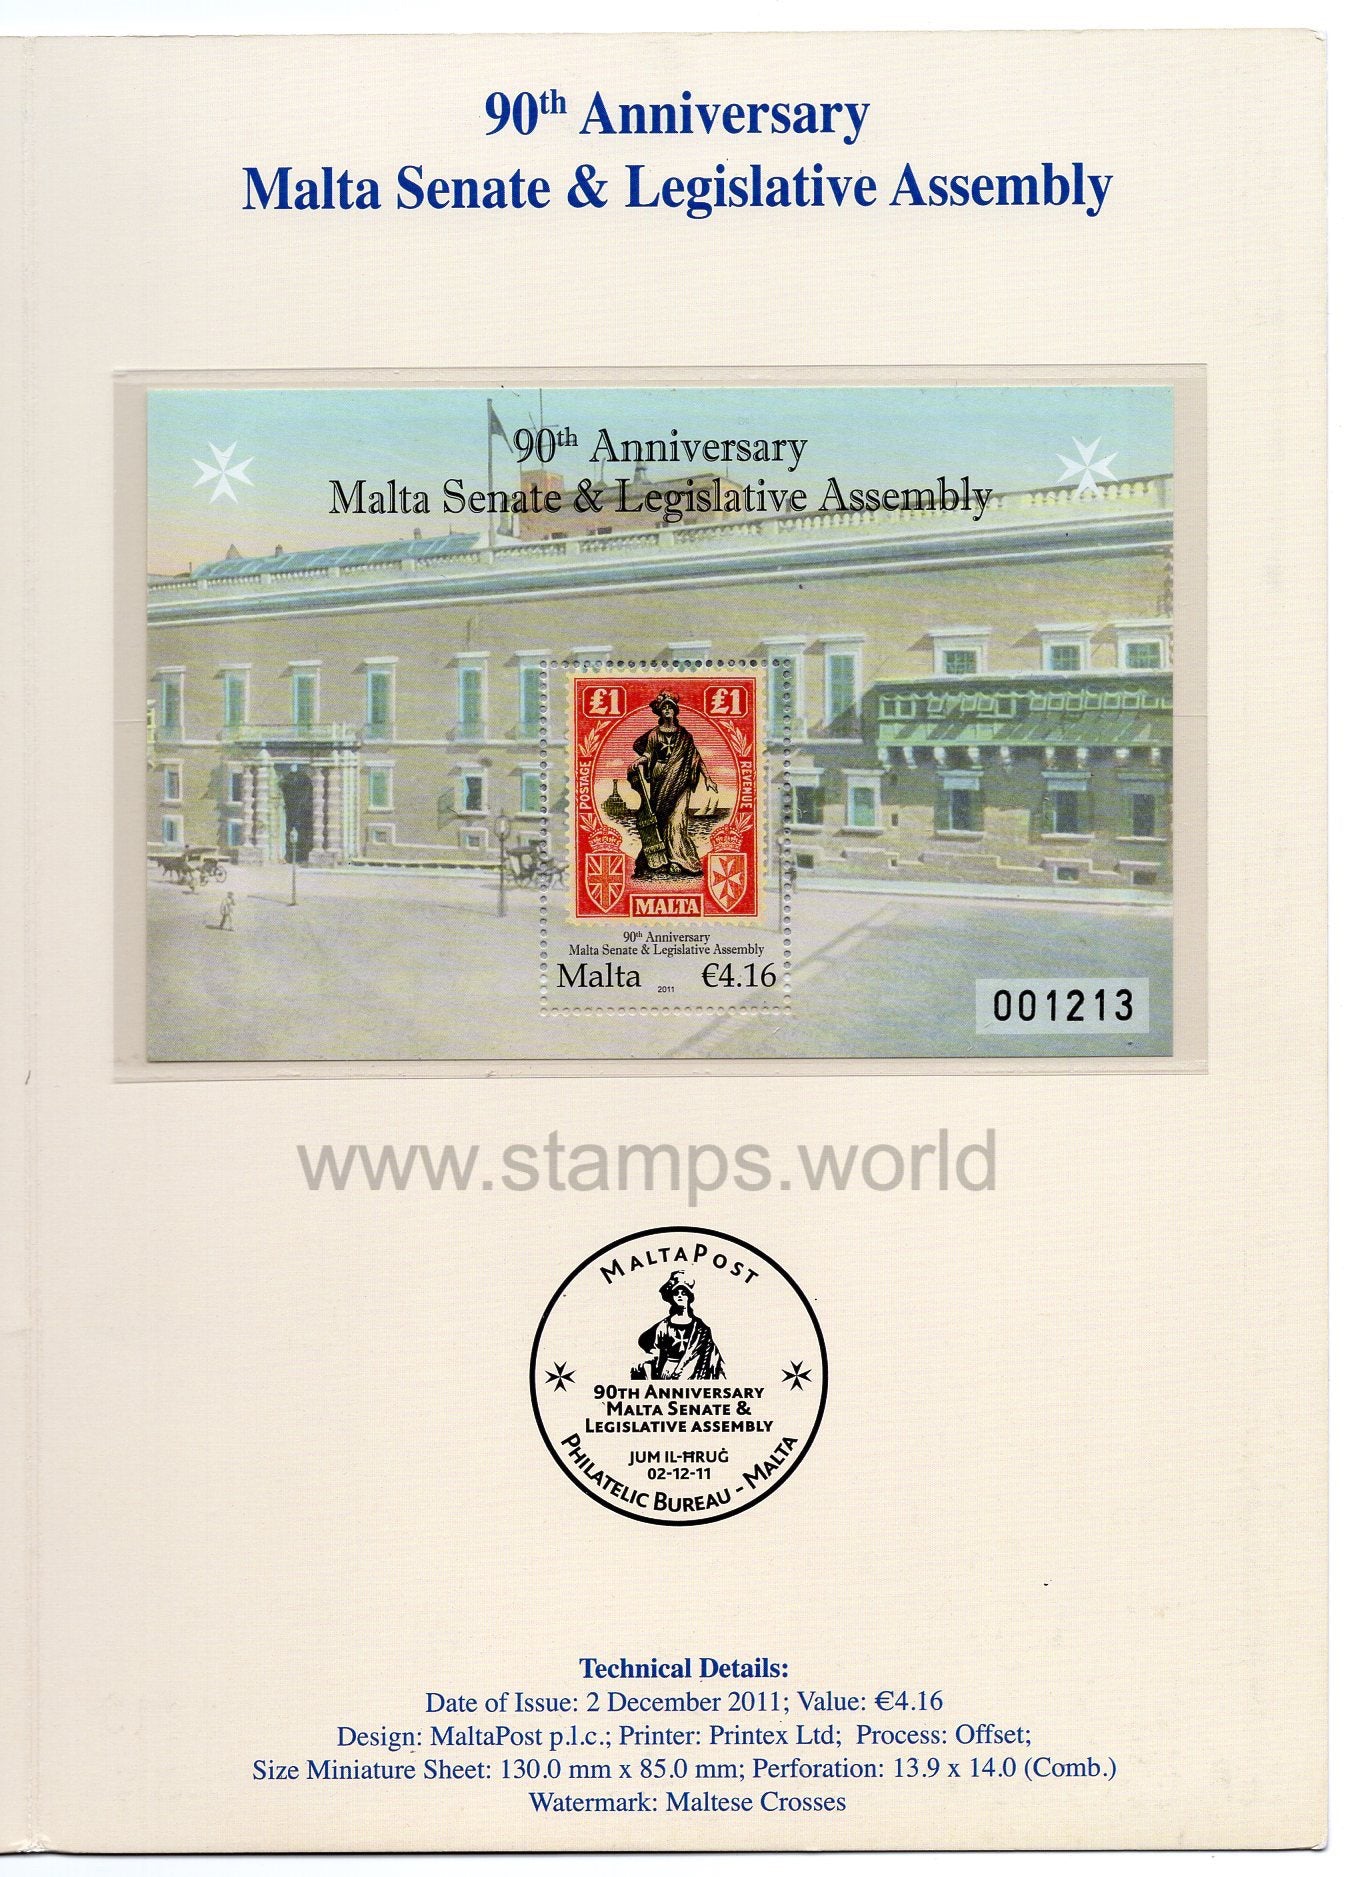 90th Anniversary
Malta Senate & Legislative Assembly
90th Anniversary
Malta Senate & Legislative Assembly
£1 £1
POSTAGE
REVENUE
MALTA
90th Anniversary
Malta Senate & Legislative Assembly
Malta 2011 €4.16
001213
www.stamps.world
MALTAPOST
90TH ANNIVERSARY
MALTA SENATE &
LEGISLATIVE ASSEMBLY
JUM IL-ĦRUĠ
02-12-11
PHILATELIC BUREAU - MALTA
Technical Details:
Date of Issue: 2 December 2011; Value: €4.16
Design: MaltaPost p.l.c.; Printer: Printex Ltd; Process: Offset;
Size Miniature Sheet: 130.0 mm x 85.0 mm; Perforation: 13.9 x 14.0 (Comb.)
Watermark: Maltese Crosses